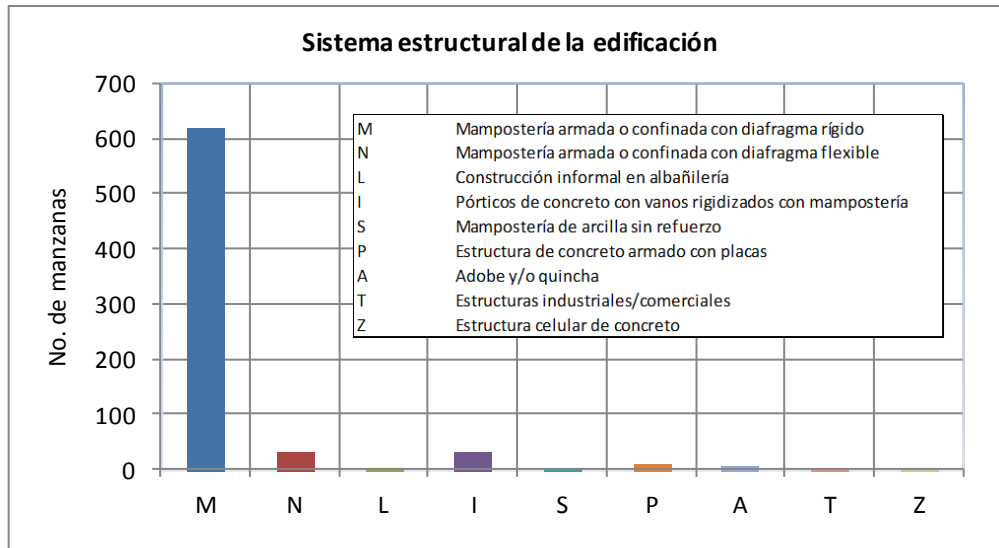 Sistema estructural de la edificación
No. de manzanas
700
600
500
400
300
200
100
0
M Mampostería armada o confinada con diafragma rígido
N Mampostería armada o confinada con diafragma flexible
L Construcción informal en albañilería
I Pórticos de concreto con vanos rigidizados con mampostería
S Mampostería de arcilla sin refuerzo
P Estructura de concreto armado con placas
A Adobe y/o quincha
T Estructuras industriales/comerciales
Z Estructura celular de concreto
M N L I S P A T Z